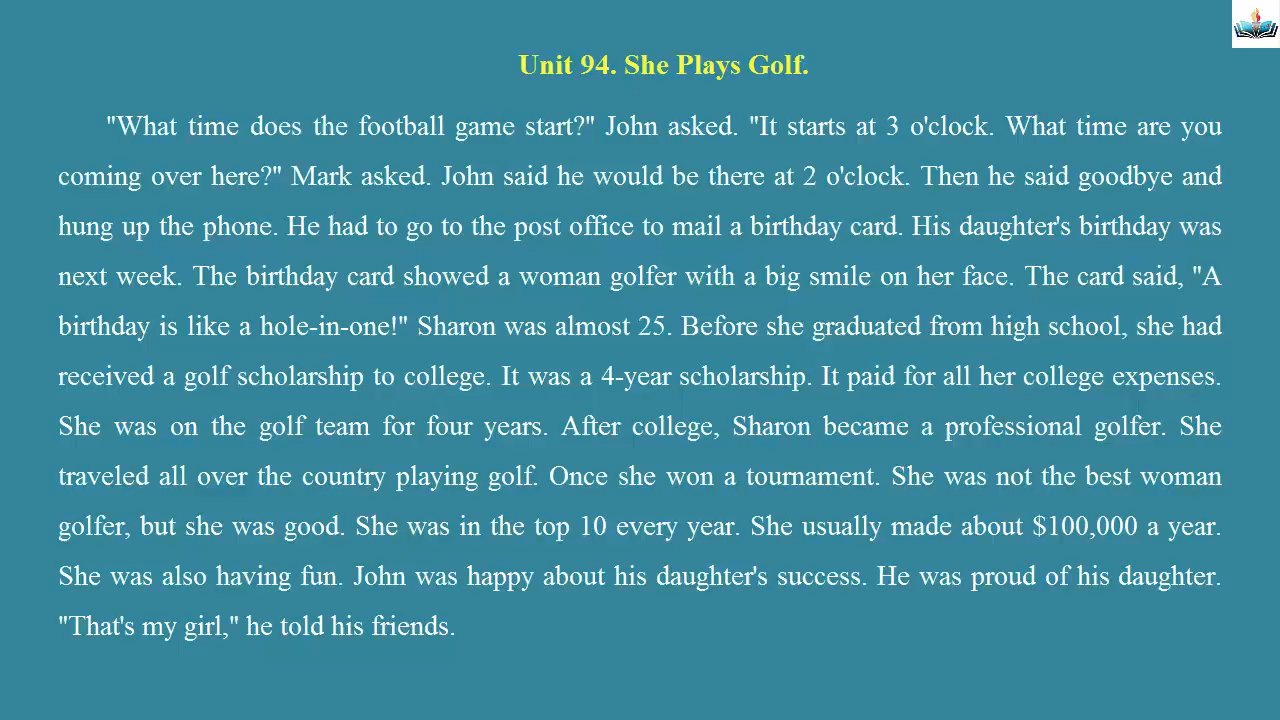 Unit 94. She Plays Golf.
"What time does the football game start?" John asked. "It starts at 3 o'clock. What time are you
coming over here?" Mark asked. John said he would be there at 2 o'clock. Then he said goodbye and
hung up the phone. He had to go to the post office to mail a birthday card. His daughter's birthday was
next week. The birthday card showed a woman golfer with a big smile on her face. The card said, "A
birthday is like a hole-in-one!" Sharon was almost 25. Before she graduated from high school, she had
received a golf scholarship to college. It was a 4-year scholarship. It paid for all her college expenses.
She was on the golf team for four years. After college, Sharon became a professional golfer. She
traveled all over the country playing golf. Once she won a tournament. She was not the best woman
golfer, but she was good. She was in the top 10 every year. She usually made about $100,000 a year.
She was also having fun. John was happy about his daughter's success. He was proud of his daughter.
"That's my girl," he told his friends.